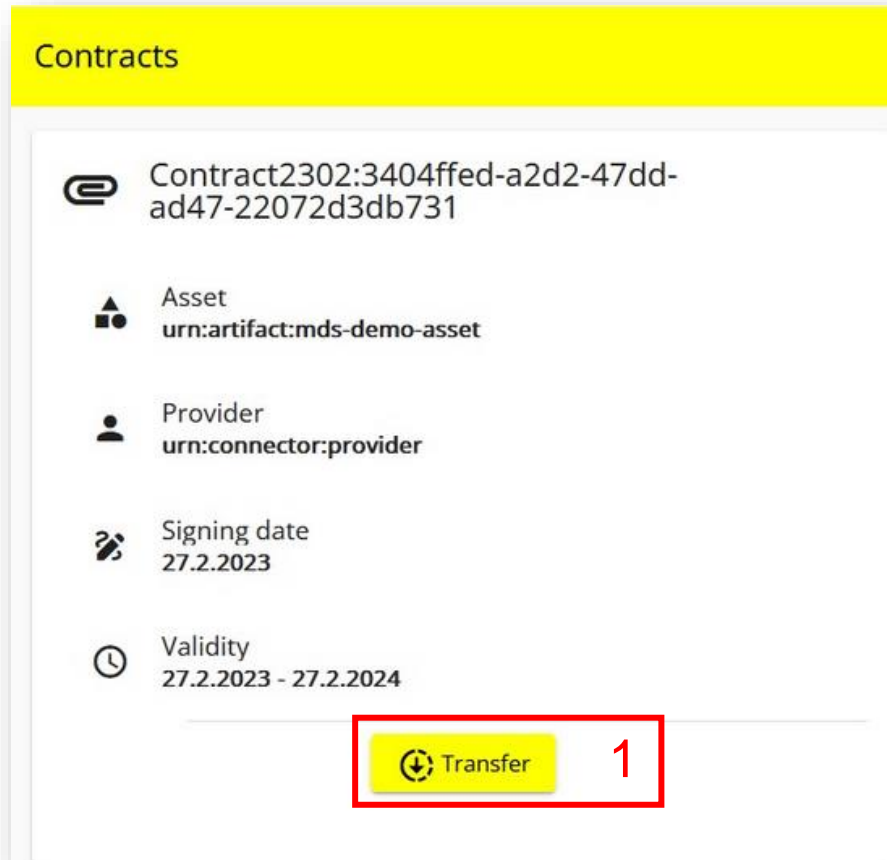 Contracts
Contract2302:3404ffed-a2d2-47dd-
ad47-22072d3db731
Asset
urn:artifact:mds-demo-asset
Provider
urn:connector:provider
Signing date
27.2.2023
Validity
27.2.2023 - 27.2.2024
Transfer 1